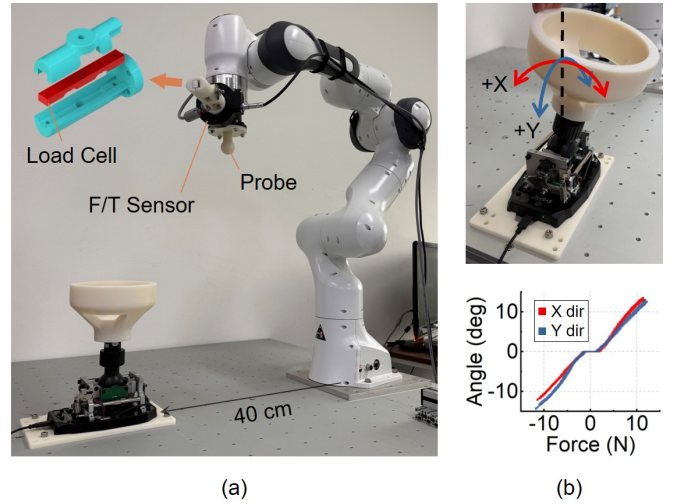 Load Cell
F/T Sensor
Probe
40 cm
(a)
+X
+Y
Angle (deg)
10
0
-10
X dir
Y dir
-10
0
10
Force (N)
(b)